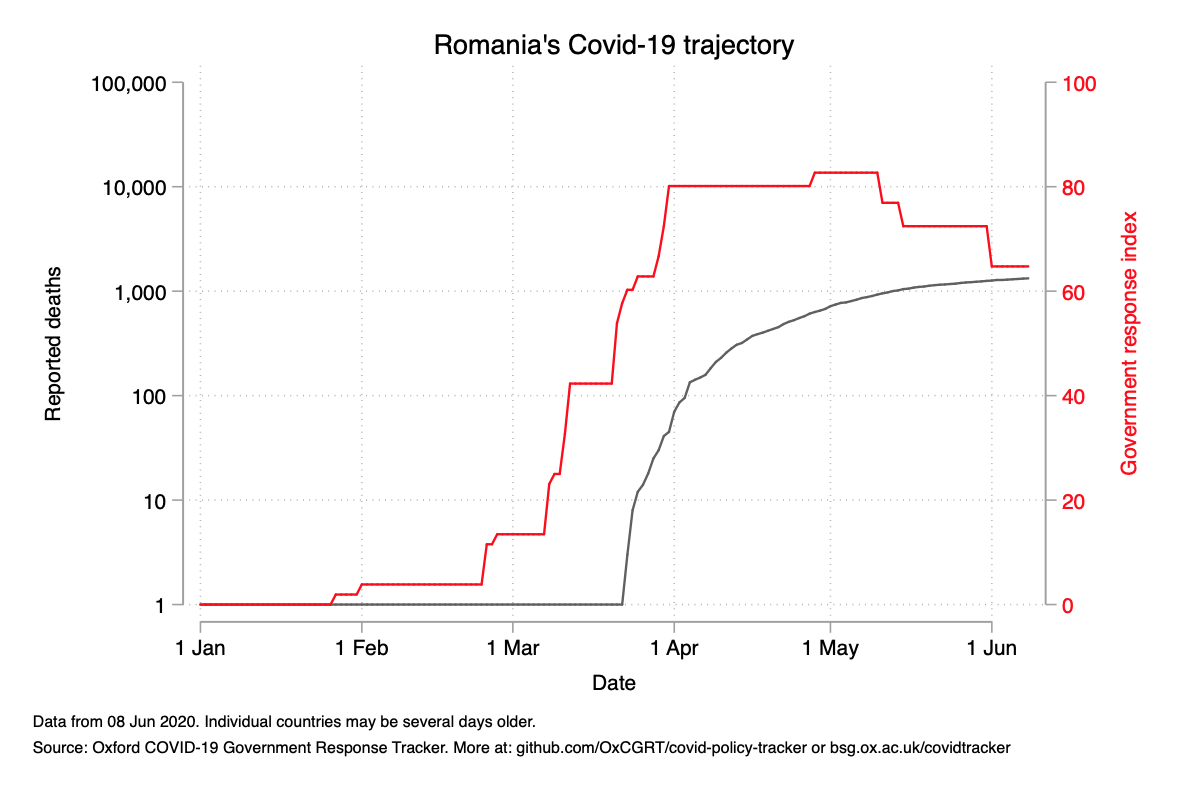 Romania's Covid-19 trajectory
100,000
10,000
1,000
100
10
1
Reported deaths
100
80
60
40
20
0
Government response index
1 Jan 1 Feb 1 Mar 1 Apr 1 May 1 Jun
Date
Data from 08 Jun 2020. Individual countries may be several days older.
Source: Oxford COVID-19 Government Response Tracker. More at: github.com/OxCGRT/covid-policy-tracker or bsg.ox.ac.uk/covidtracker